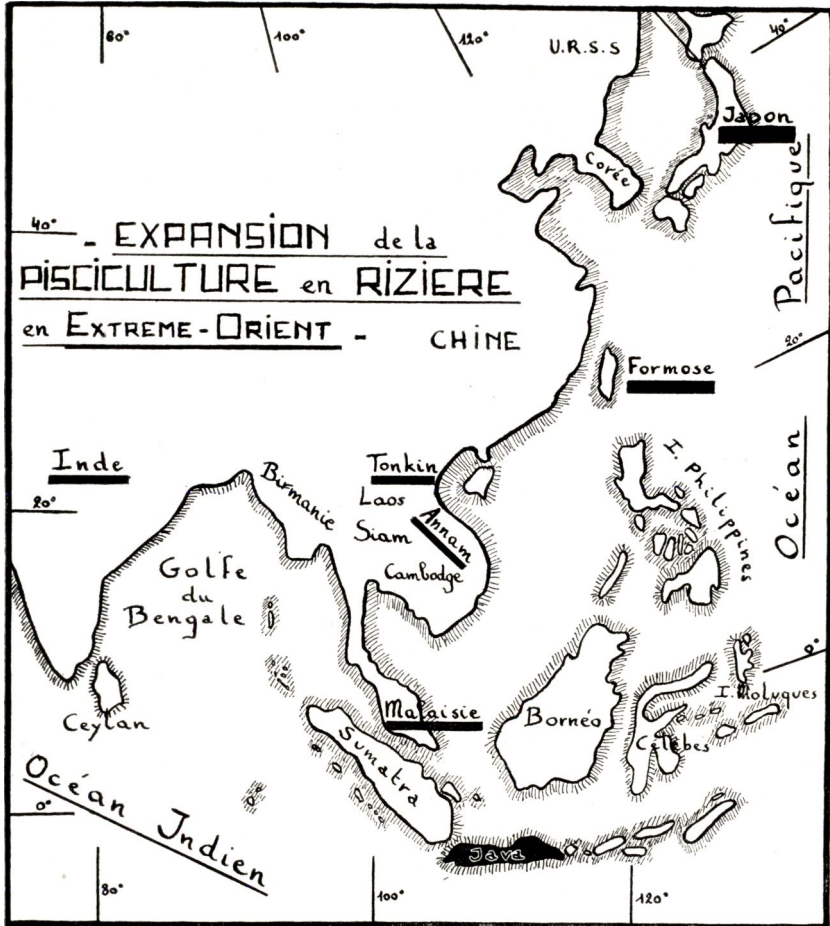 60°
100°
120°
U.R.S.S
40°
Japon
Corée
Pacifique
40°
- EXPANSION de la
PISCICULTURE en RIZIERE
en EXTREME-ORIENT -
CHINE
20°
Formose
Inde
Birmanie
Tonkin
I. Philippines
Océan
20°
Laos
Annam
Siam
Cambodge
Golfe
du
Bengale
0°
I. Moluques
Ceylan
Malaisie
Bornéo
Célèbes
Sumatra
Océan Indien
0°
Java
80°
100°
120°